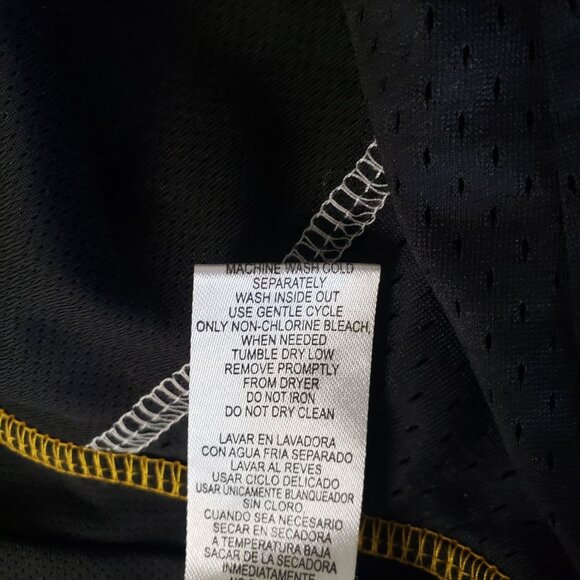 MACHINE WASH COLD
SEPARATELY
WASH INSIDE OUT
USE GENTLE CYCLE
ONLY NON-CHLORINE BLEACH,
WHEN NEEDED
TUMBLE DRY LOW
REMOVE PROMPTLY
FROM DRYER
DO NOT IRON
DO NOT DRY CLEAN
LAVAR EN LAVADORA
CON AGUA FRIA SEPARADO
LAVAR AL REVES
USAR CICLO DELICADO
USAR UNICAMENTE BLANQUEADOR
SIN CLORO
CUANDO SEA NECESARIO
SECAR EN SECADORA
A TEMPERATURA BAJA
SACAR DE LA SECADORA
INMEDIATAMENTE